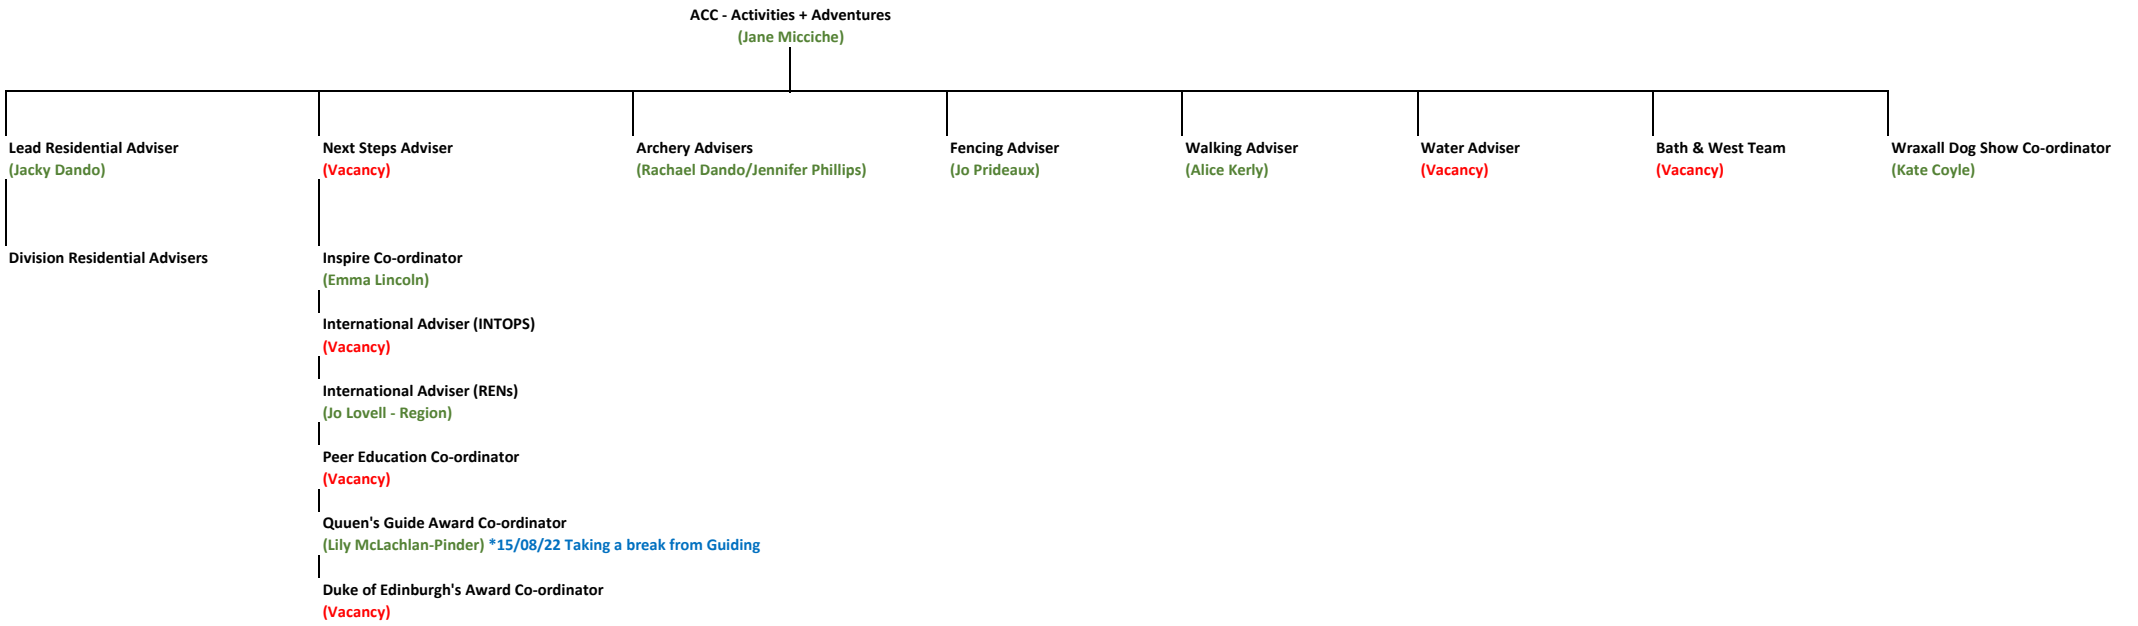 ACC - Activities + Adventures
(Jane Micciche)
Lead Residential Adviser
(Jacky Dando)
Next Steps Adviser
(Vacancy)
Archery Advisers
(Rachael Dando/Jennifer Phillips)
Fencing Adviser
(Jo Prideaux)
Walking Adviser
(Alice Kerly)
Water Adviser
(Vacancy)
Bath & West Team
(Vacancy)
Wraxall Dog Show Co-ordinator
(Kate Coyle)
Division Residential Advisers
Inspire Co-ordinator
(Emma Lincoln)
International Adviser (INTOPS)
(Vacancy)
International Adviser (RENs)
(Jo Lovell - Region)
Peer Education Co-ordinator
(Vacancy)
Quuen's Guide Award Co-ordinator
(Lily McLachlan-Pinder) *15/08/22 Taking a break from Guiding
Duke of Edinburgh's Award Co-ordinator
(Vacancy)